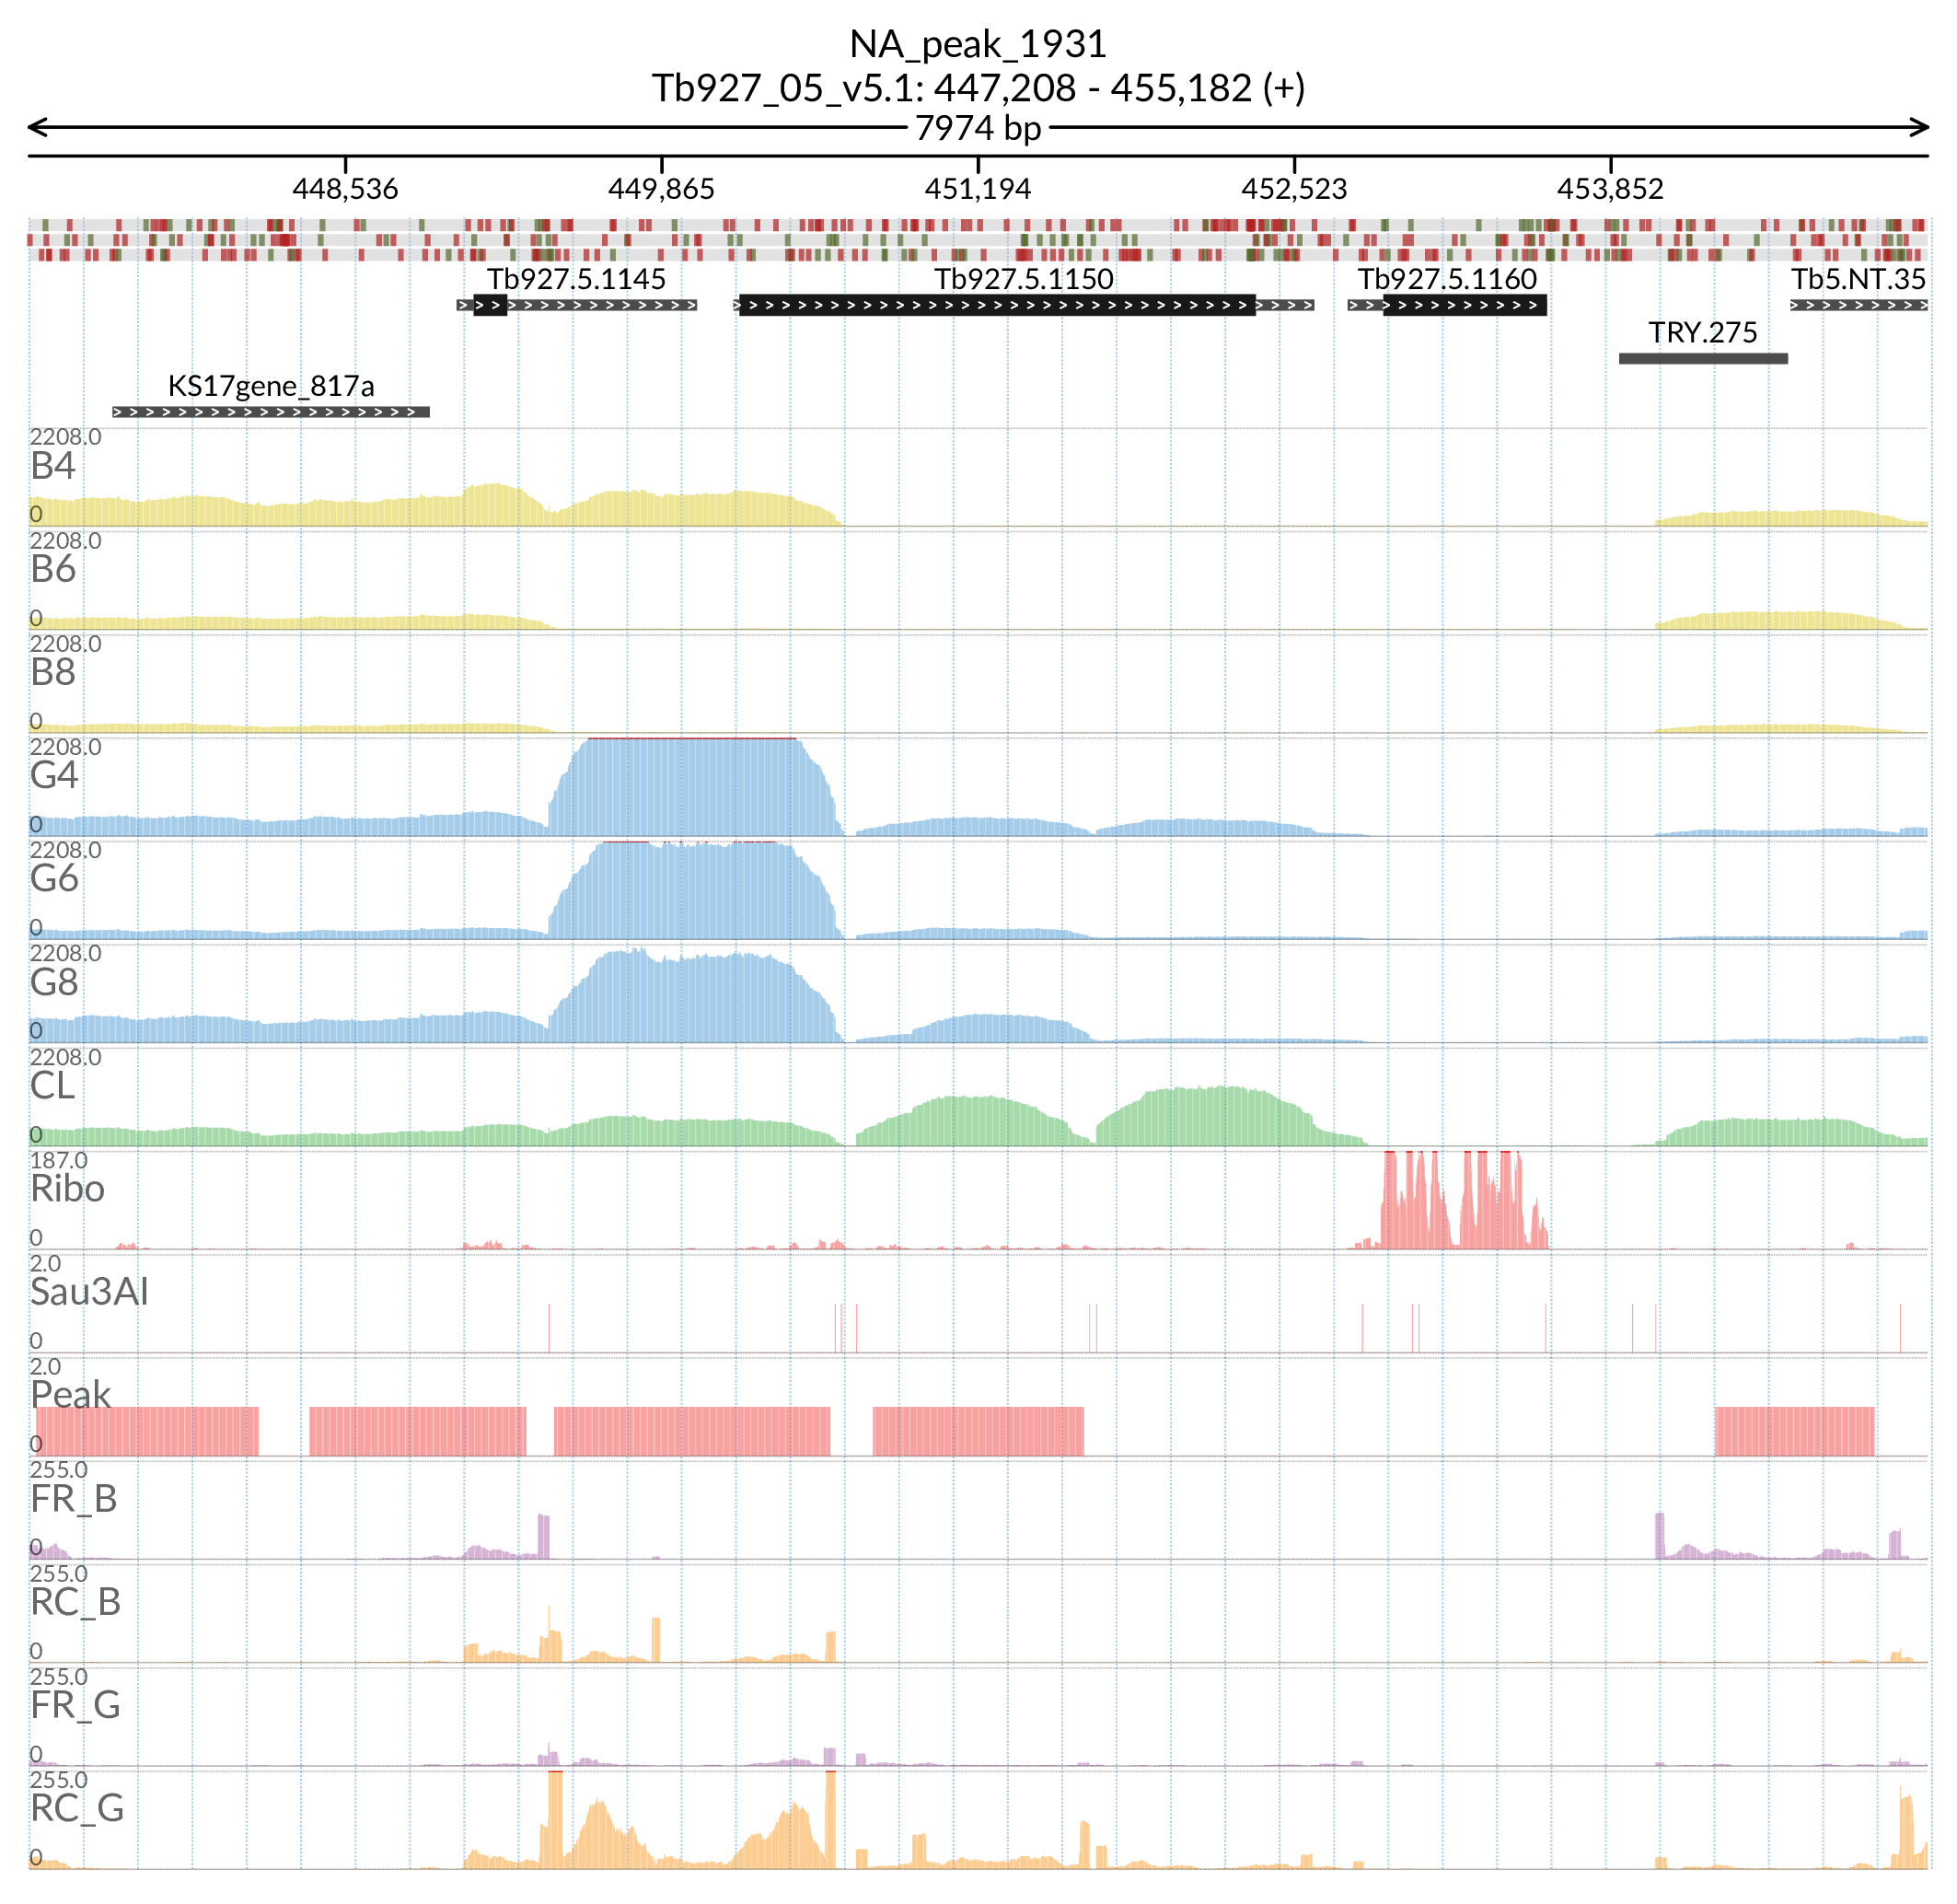 NA_peak_1931
Tb927_05_v5.1: 447,208 - 455,182 (+)
7974 bp
448,536 449,865 451,194 452,523 453,852
Tb927.5.1145 Tb927.5.1150 Tb927.5.1160 Tb5.NT.35
TRY.275
KS17gene_817a
2208.0
B4
0
2208.0
B6
0
2208.0
B8
0
2208.0
G4
0
2208.0
G6
0
2208.0
G8
0
2208.0
CL
0
187.0
Ribo
0
2.0
Sau3AI
0
2.0
Peak
0
255.0
FR_B
0
255.0
RC_B
0
255.0
FR_G
0
255.0
RC_G
0